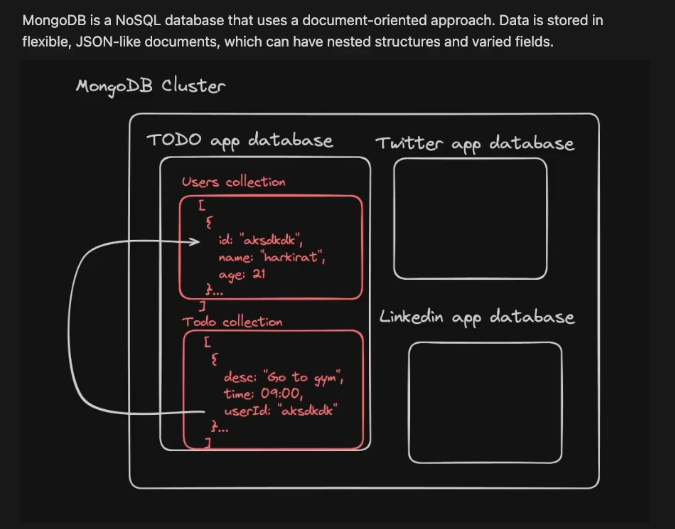 MongoDB is a NoSQL database that uses a document-oriented approach. Data is stored in
flexible, JSON-like documents, which can have nested structures and varied fields.
MongoDB Cluster
TODO app database
Users collection
[
{
id: "aksdkdk",
name: "harkirat",
age: 21
}...
]
Todo collection
[
{
desc: "Go to gym",
time: 09:00,
userId: "aksdkdk"
}...
]
Twitter app database
Linkedin app database